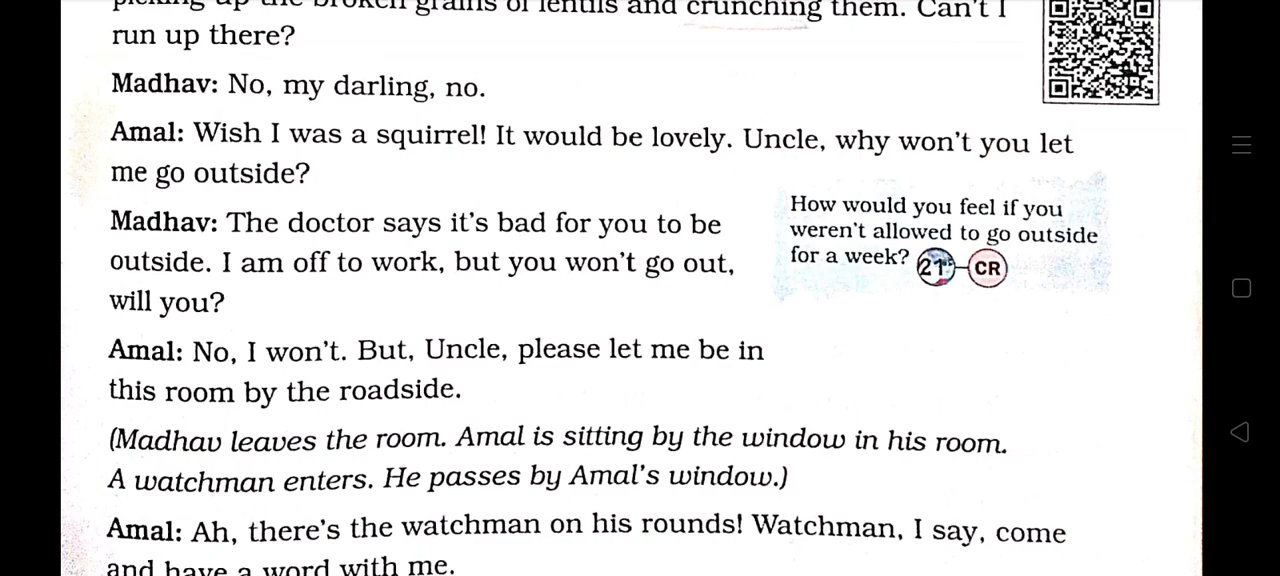 picking up the broken grains of lentils and crunching them. Can't I
run up there?
Madhav: No, my darling, no.
Amal: Wish I was a squirrel! It would be lovely. Uncle, why won't you let
me go outside?
Madhav: The doctor says it's bad for you to be
outside. I am off to work, but you won't go out,
will you?
How would you feel if you
weren't allowed to go outside
for a week? 21st CR
Amal: No, I won't. But, Uncle, please let me be in
this room by the roadside.
(Madhav leaves the room. Amal is sitting by the window in his room.
A watchman enters. He passes by Amal's window.)
Amal: Ah, there's the watchman on his rounds! Watchman, I say, come
and have a word with me.